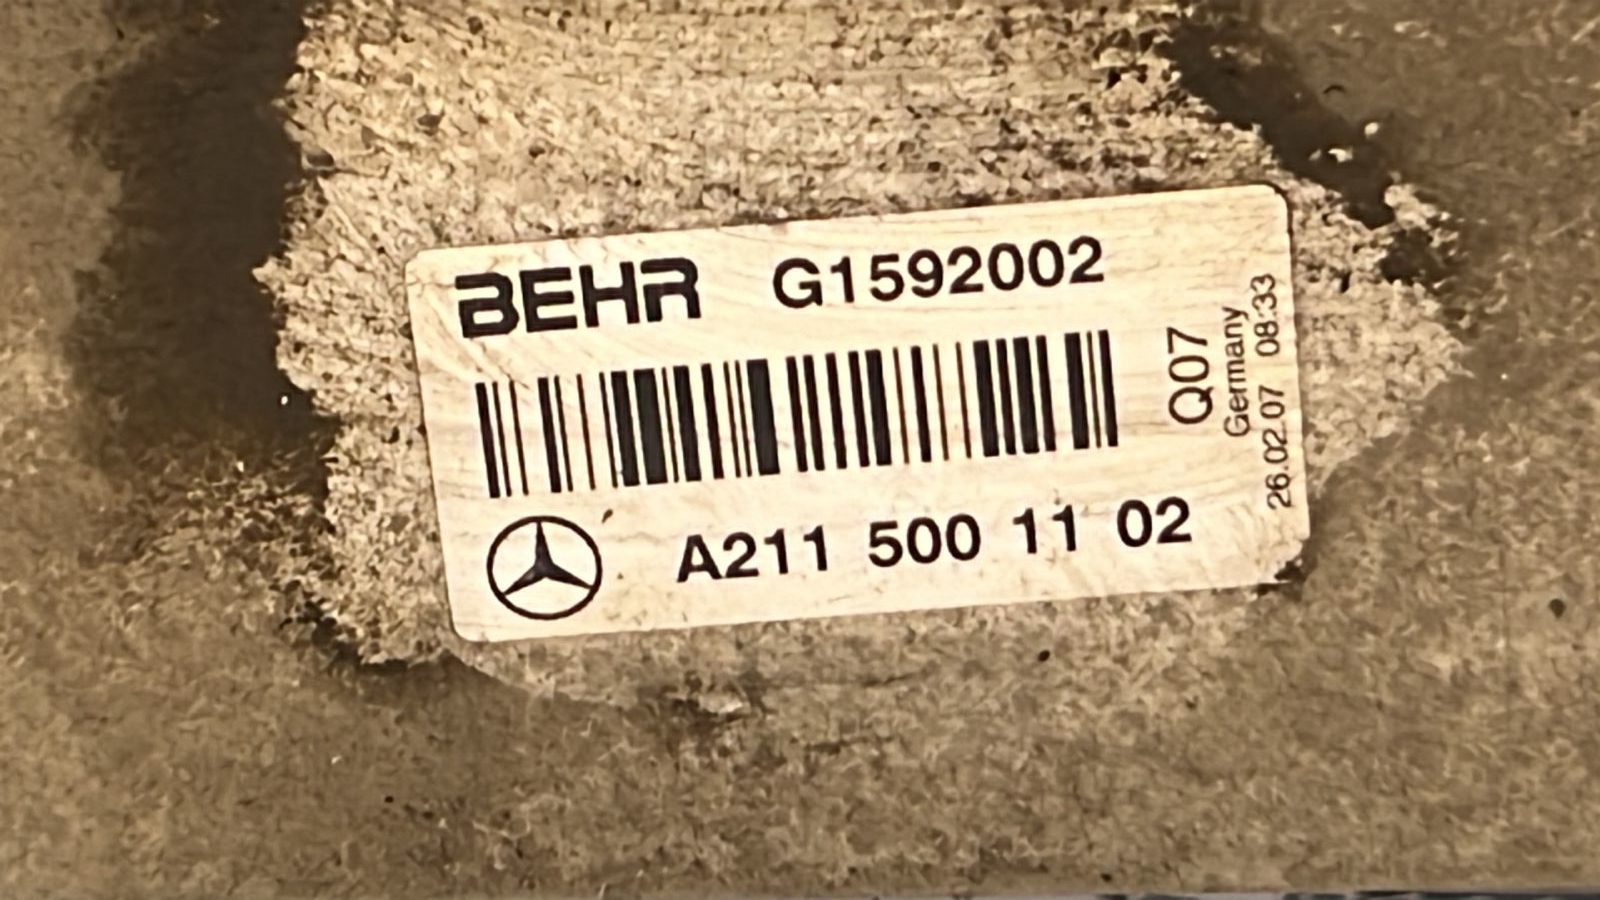 BEHR G1592002
Q07
Germany
26.02.07 08:33
A211 500 11 02